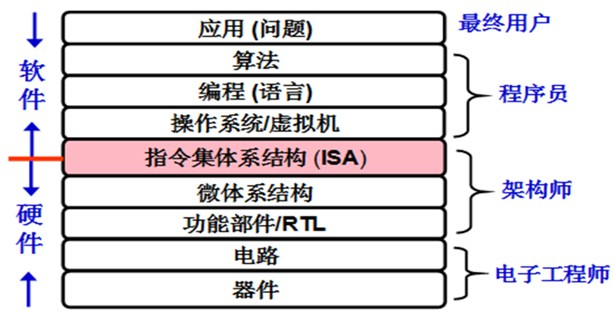 应用 (问题)
最终用户
算法
编程 (语言)
操作系统/虚拟机
程序员
软件
指令集体系结构 (ISA)
微体系结构
功能部件/RTL
架构师
硬件
电路
器件
电子工程师